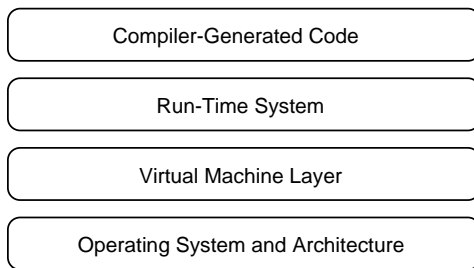 Compiler-Generated Code
Run-Time System
Virtual Machine Layer
Operating System and Architecture